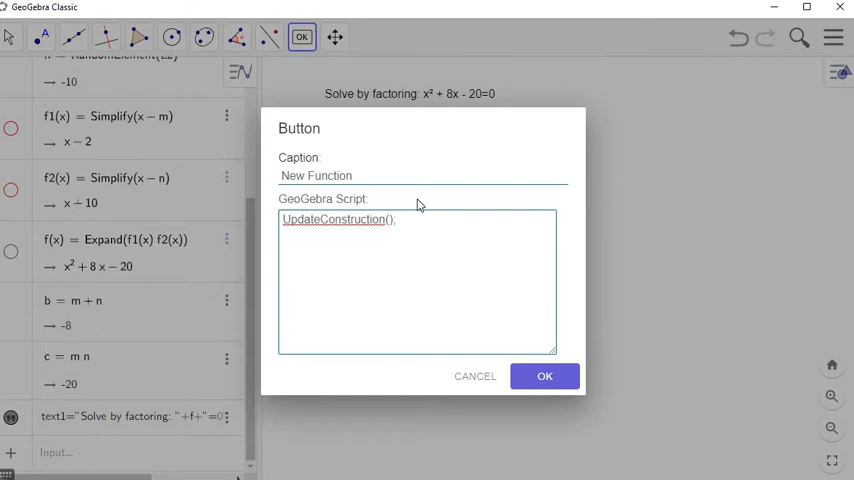 GeoGebra Classic
OK
→ -10
f1(x) = Simplify(x − m)
→ x − 2
f2(x) = Simplify(x − n)
→ x + 10
f(x) = Expand(f1(x) f2(x))
→ x² + 8 x − 20
b = m + n
→ -8
c = m n
→ -20
text1="Solve by factoring: "+f+"=0"
Input...
Solve by factoring: x² + 8x - 20=0
Button
Caption:
New Function
GeoGebra Script:
UpdateConstruction();
CANCEL
OK